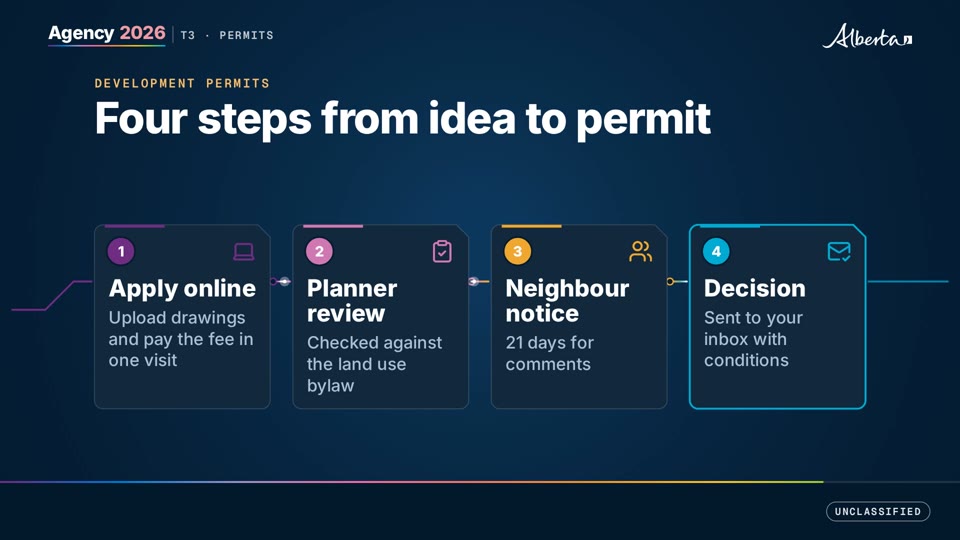 Agency 2026 T3 · PERMITS
Alberta
DEVELOPMENT PERMITS
Four steps from idea to permit
1
Apply online
Upload drawings
and pay the fee in
one visit
2
Planner
review
Checked against
the land use
bylaw
3
Neighbour
notice
21 days for
comments
4
Decision
Sent to your
inbox with
conditions
UNCLASSIFIED